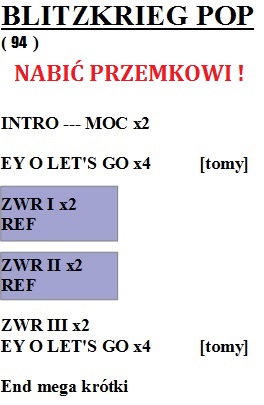 BLITZKRIEG POP
( 94 )
NABIĆ PRZEMKOWI !
INTRO --- MOC x2
EY O LET'S GO x4 [tomy]
ZWR I x2
REF
ZWR II x2
REF
ZWR III x2
EY O LET'S GO x4 [tomy]
End mega krótki